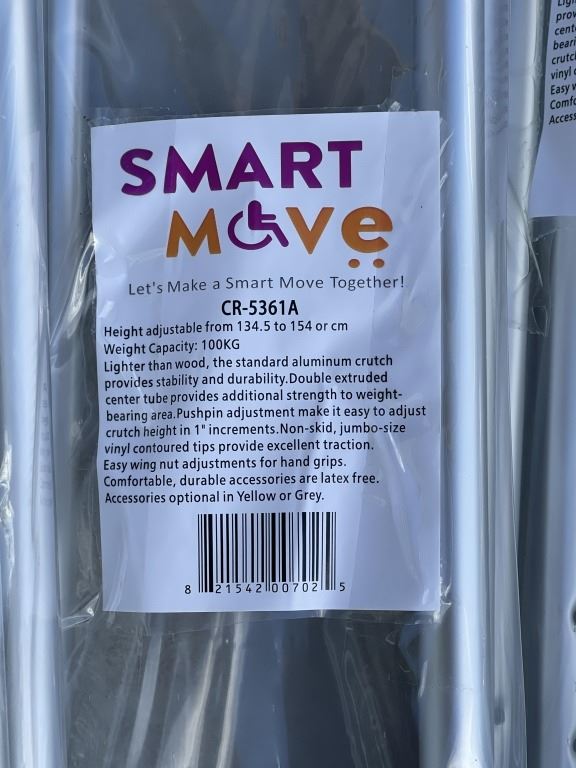 SMART
MOVe
Let's Make a Smart Move Together!
CR-5361A
Height adjustable from 134.5 to 154 or cm
Weight Capacity: 100KG
Lighter than wood, the standard aluminum crutch
provides stability and durability.Double extruded
center tube provides additional strength to weight-
bearing area.Pushpin adjustment make it easy to adjust
crutch height in 1" increments.Non-skid, jumbo-size
vinyl contoured tips provide excellent traction.
Easy wing nut adjustments for hand grips.
Comfortable, durable accessories are latex free.
Accessories optional in Yellow or Grey.
8 21542 00702 5